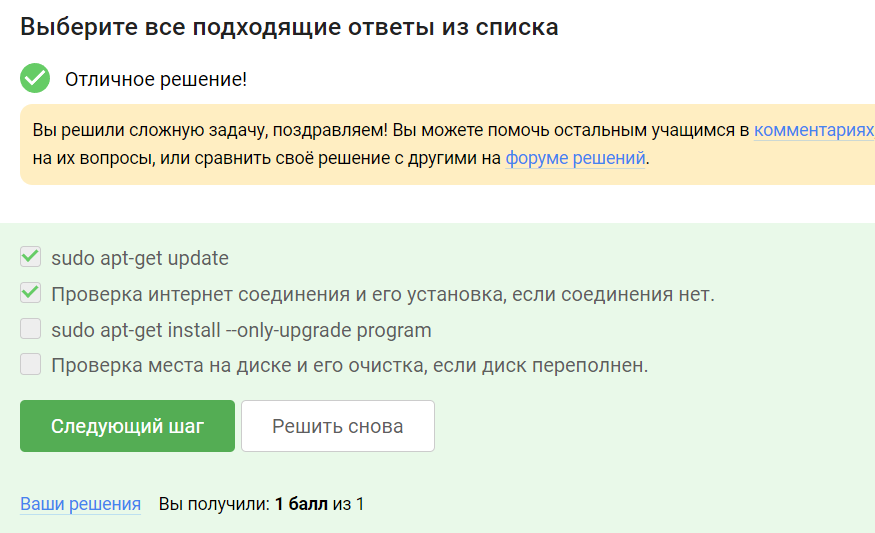 Выберите все подходящие ответы из списка
Отличное решение!
Вы решили сложную задачу, поздравляем! Вы можете помочь остальным учащимся в комментариях
на их вопросы, или сравнить своё решение с другими на форуме решений.
sudo apt-get update
Проверка интернет соединения и его установка, если соединения нет.
sudo apt-get install --only-upgrade program
Проверка места на диске и его очистка, если диск переполнен.
Следующий шаг Решить снова
Ваши решения Вы получили: 1 балл из 1